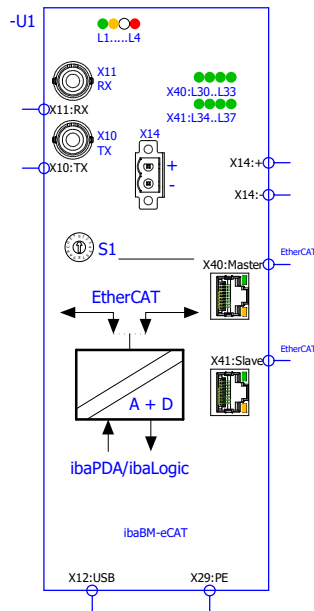 -U1
L1.....L4
X11
RX
X40:L30..L33
X11:RX
X41:L34..L37
X10
TX
X14
+
-
X10:TX
X14:+
X14:-
S1
EtherCAT
X40:Master
EtherCAT
EtherCAT
X41:Slave
A + D
ibaPDA/ibaLogic
ibaBM-eCAT
X12:USB
X29:PE